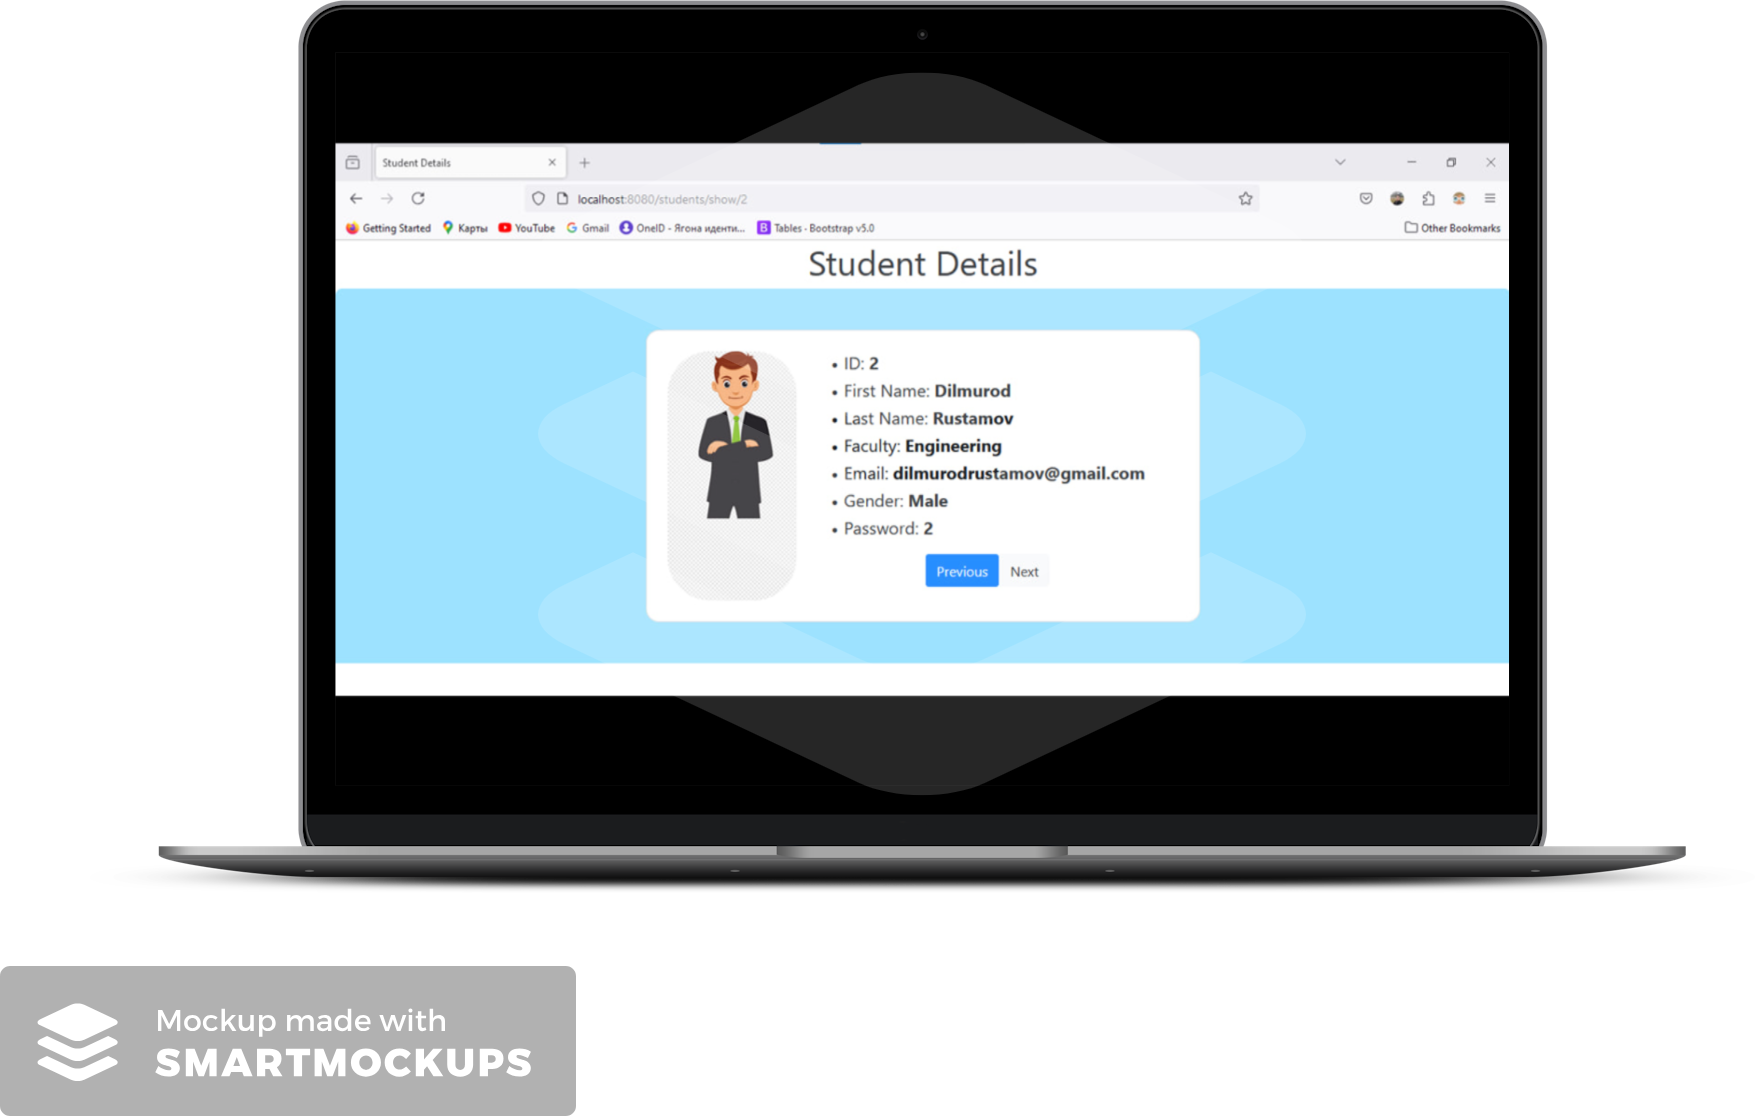 Student Details
localhost:8080/students/show/2
Getting Started Карты YouTube Gmail OneID - Ягона иденти... Tables - Bootstrap v5.0 Other Bookmarks
Student Details
• ID: 2
• First Name: Dilmurod
• Last Name: Rustamov
• Faculty: Engineering
• Email: dilmurodrustamov@gmail.com
• Gender: Male
• Password: 2
Previous Next
Mockup made with
SMARTMOCKUPS